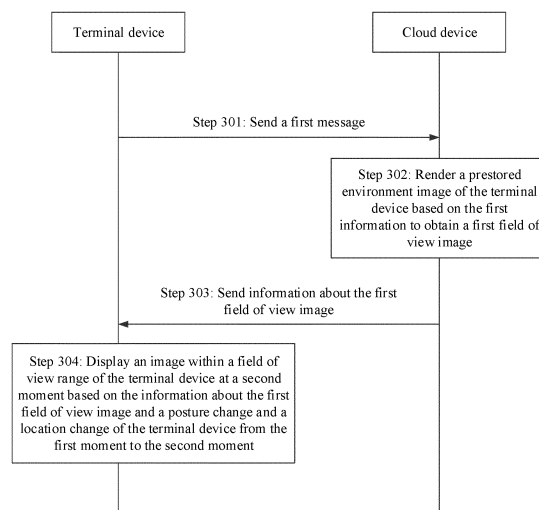 Terminal device
Cloud device
Step 301: Send a first message
Step 302: Render a prestored
environment image of the terminal
device based on the first
information to obtain a first field of
view image
Step 303: Send information about the first
field of view image
Step 304: Display an image within a field of
view range of the terminal device at a second
moment based on the information about the first
field of view image and a posture change and a
location change of the terminal device from the
first moment to the second moment